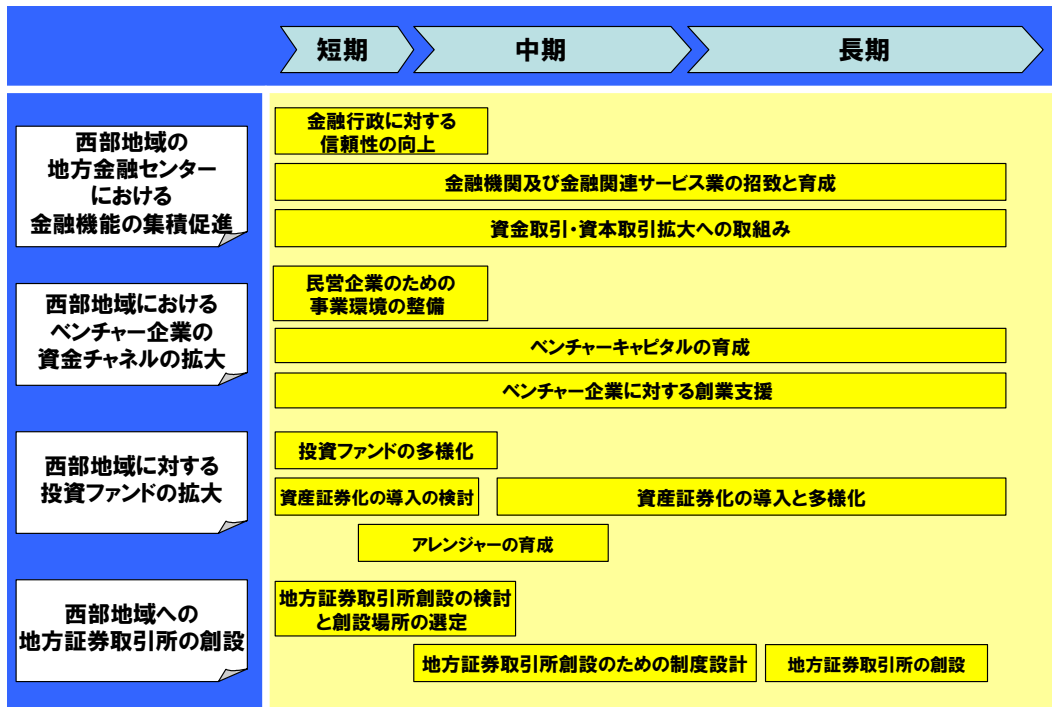 短期
中期
長期
西部地域の
地方金融センター
における
金融機能の集積促進
金融行政に対する
信頼性の向上
金融機関及び金融関連サービス業の招致と育成
資金取引・資本取引拡大への取組み
西部地域における
ベンチャー企業の
資金チャネルの拡大
民営企業のための
事業環境の整備
ベンチャーキャピタルの育成
ベンチャー企業に対する創業支援
西部地域に対する
投資ファンドの拡大
投資ファンドの多様化
資産証券化の導入の検討
資産証券化の導入と多様化
アレンジャーの育成
西部地域への
地方証券取引所の創設
地方証券取引所創設の検討
と創設場所の選定
地方証券取引所創設のための制度設計
地方証券取引所の創設